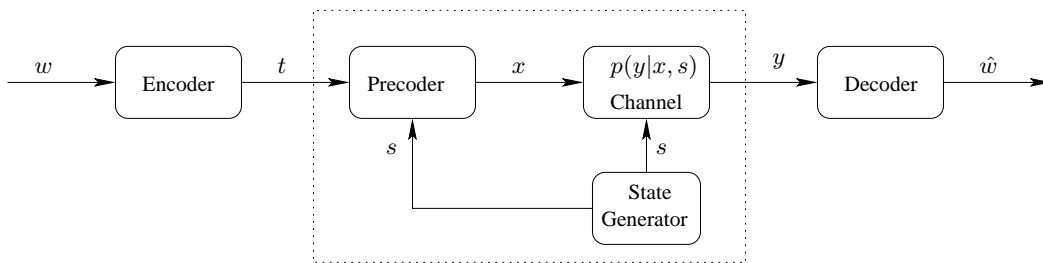 w
Encoder
t
Precoder
x
p(y|x, s)
Channel
y
Decoder
ŵ
s
s
State
Generator